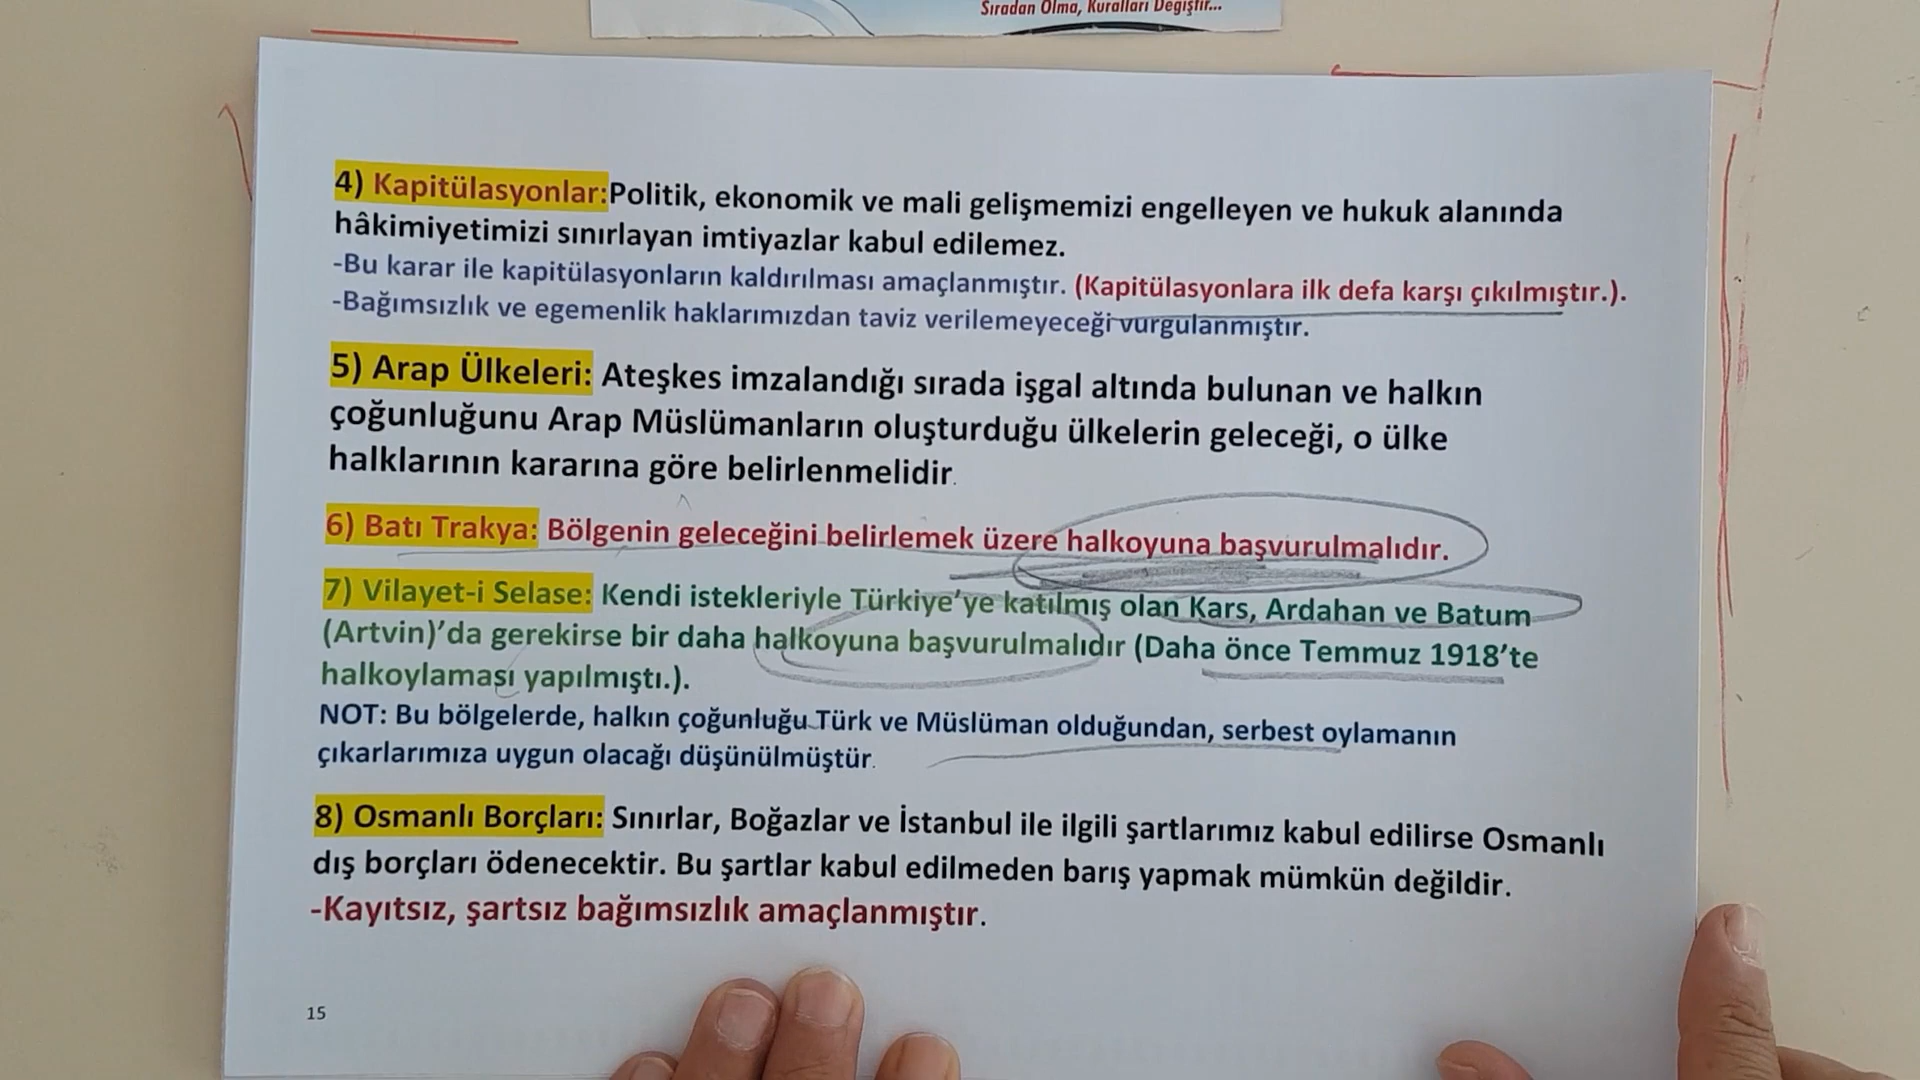 Sıradan Olma, Kuralları Değiştir...
4) Kapitülasyonlar:Politik, ekonomik ve mali gelişmemizi engelleyen ve hukuk alanında
hâkimiyetimizi sınırlayan imtiyazlar kabul edilemez.
-Bu karar ile kapitülasyonların kaldırılması amaçlanmıştır. (Kapitülasyonlara ilk defa karşı çıkılmıştır.).
-Bağımsızlık ve egemenlik haklarımızdan taviz verilemeyeceği vurgulanmıştır.
5) Arap Ülkeleri: Ateşkes imzalandığı sırada işgal altında bulunan ve halkın
çoğunluğunu Arap Müslümanların oluşturduğu ülkelerin geleceği, o ülke
halklarının kararına göre belirlenmelidir.
6) Batı Trakya: Bölgenin geleceğini belirlemek üzere halkoyuna başvurulmalıdır.
7) Vilayet-i Selase: Kendi istekleriyle Türkiye’ye katılmış olan Kars, Ardahan ve Batum
(Artvin)’da gerekirse bir daha halkoyuna başvurulmalıdır (Daha önce Temmuz 1918’te
halkoylaması yapılmıştı.).
NOT: Bu bölgelerde, halkın çoğunluğu Türk ve Müslüman olduğundan, serbest oylamanın
çıkarlarımıza uygun olacağı düşünülmüştür.
8) Osmanlı Borçları: Sınırlar, Boğazlar ve İstanbul ile ilgili şartlarımız kabul edilirse Osmanlı
dış borçları ödenecektir. Bu şartlar kabul edilmeden barış yapmak mümkün değildir.
-Kayıtsız, şartsız bağımsızlık amaçlanmıştır.
15